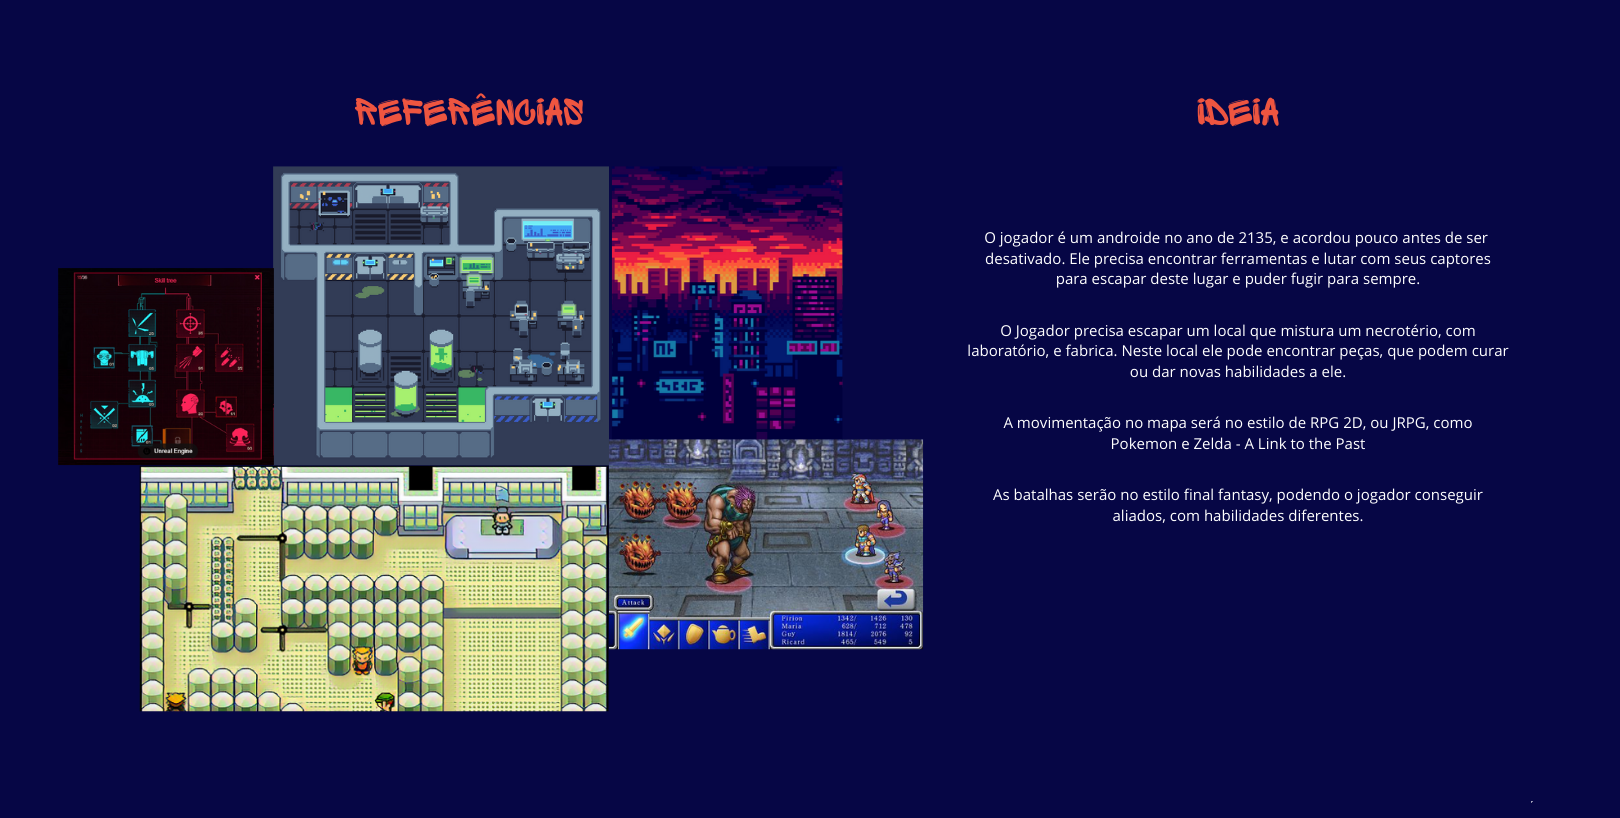 REFERÊNCIAS
Skill tree
Unreal Engine
Attack
Firion 1342/ 1426 130
Maria 628/ 712 478
Guy 1814/ 2076 92
Ricard 465/ 549 5
IDEIA
O jogador é um androide no ano de 2135, e acordou pouco antes de ser
desativado. Ele precisa encontrar ferramentas e lutar com seus captores
para escapar deste lugar e puder fugir para sempre.
O Jogador precisa escapar um local que mistura um necrotério, com
laboratório, e fabrica. Neste local ele pode encontrar peças, que podem curar
ou dar novas habilidades a ele.
A movimentação no mapa será no estilo de RPG 2D, ou JRPG, como
Pokemon e Zelda - A Link to the Past
As batalhas serão no estilo final fantasy, podendo o jogador conseguir
aliados, com habilidades diferentes.